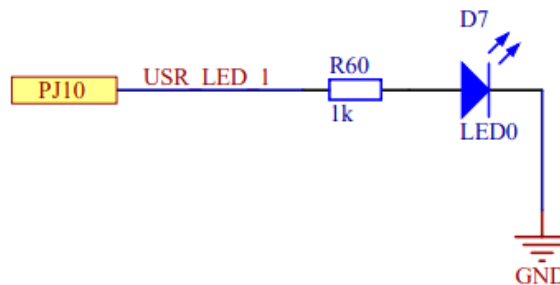 D7
USR_LED_1
R60
PJ10
1k
LED0
GND